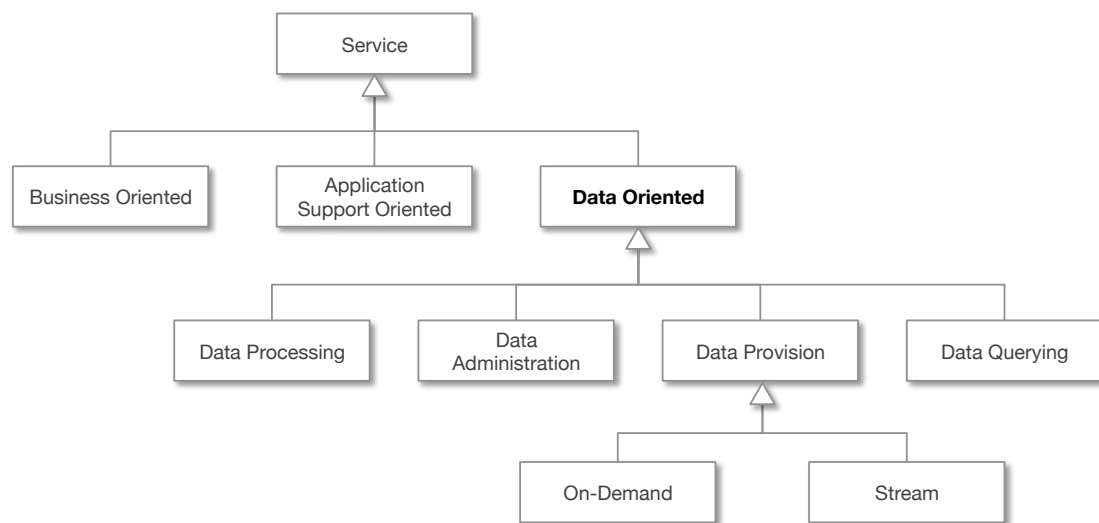 Service
Business Oriented
Application
Support Oriented
Data Oriented
Data Processing
Data
Administration
Data Provision
Data Querying
On-Demand
Stream